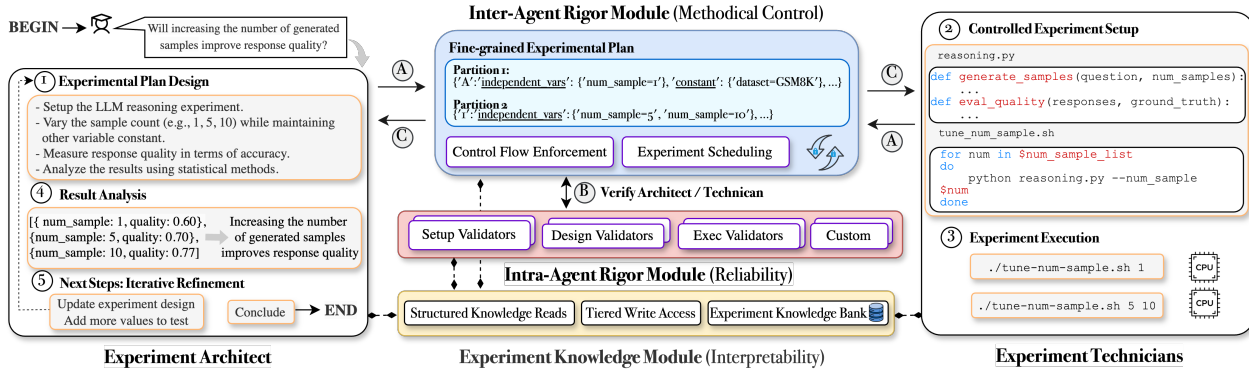 BEGIN
Will increasing the number of generated
samples improve response quality?
1 Experimental Plan Design
- Setup the LLM reasoning experiment.
- Vary the sample count (e.g., 1, 5, 10) while maintaining
other variable constant.
- Measure response quality in terms of accuracy.
- Analyze the results using statistical methods.
4 Result Analysis
[{ num_sample: 1, quality: 0.60},
{num_sample: 5, quality: 0.70},
{num_sample: 10, quality: 0.77]
Increasing the number
of generated samples
improves response quality
5 Next Steps: Iterative Refinement
Update experiment design
Add more values to test
Conclude
END
Experiment Architect
A
C
Inter-Agent Rigor Module (Methodical Control)
Fine-grained Experimental Plan
Partition 1:
{'A':'independent_vars': {'num_sample=1'}, 'constant': {'dataset=GSM8K'}, ...}
Partition 2
{'1':'independent_vars': {'num_sample=5', 'num_sample=10'}, ...}
Control Flow Enforcement
Experiment Scheduling
B Verify Architect / Technican
Setup Validators
Design Validators
Exec Validators
Custom
Intra-Agent Rigor Module (Reliability)
Structured Knowledge Reads
Tiered Write Access
Experiment Knowledge Bank
Experiment Knowledge Module (Interpretability)
C
A
2 Controlled Experiment Setup
reasoning.py
def generate_samples(question, num_samples):
...
def eval_quality(responses, ground_truth):
...
tune_num_sample.sh
for num in $num_sample_list
do
python reasoning.py --num_sample
$num
done
3 Experiment Execution
./tune-num-sample.sh 1
CPU
./tune-num-sample.sh 5 10
CPU
Experiment Technicians